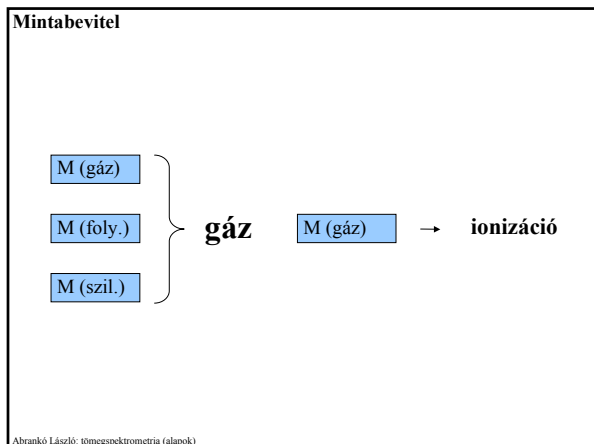 Mintabevitel
M (gáz)
M (foly.)
M (szil.)
gáz
M (gáz)
ionizáció
Abrankó László: tömegspektrometria (alapok)